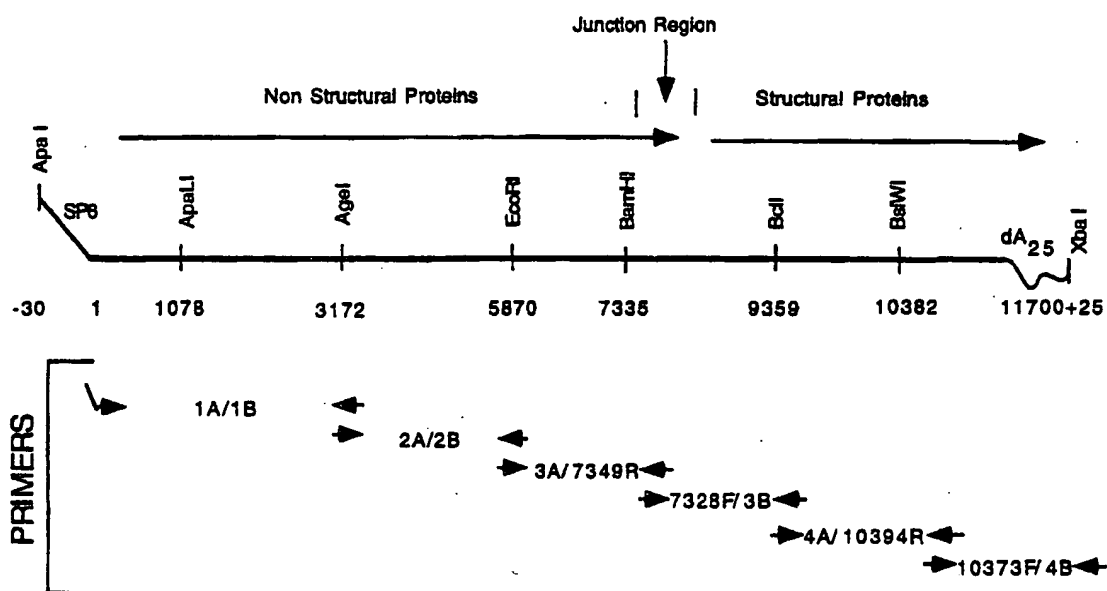 Junction Region
Non Structural Proteins
Structural Proteins
Apa I
SP6
ApaLI
AgeI
EcoRI
BamHI
BclI
BsiWI
dA25
Xba I
-30 1 1078 3172 5870 7335 9359 10382 11700+25
PRIMERS
1A/1B
2A/2B
3A/7349R
7328F/3B
4A/10394R
10373F/4B